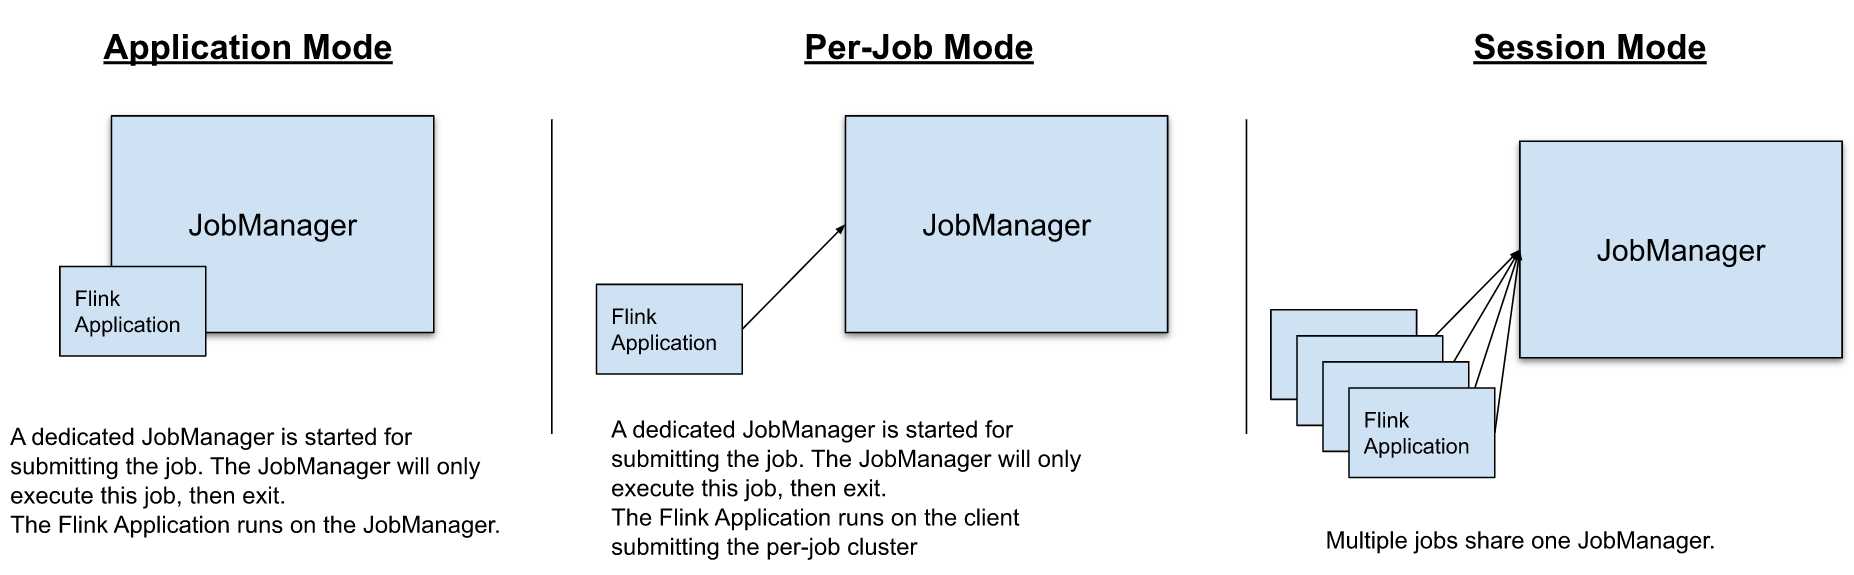 Application Mode
JobManager
Flink
Application
A dedicated JobManager is started for
submitting the job. The JobManager will only
execute this job, then exit.
The Flink Application runs on the JobManager.
Per-Job Mode
JobManager
Flink
Application
A dedicated JobManager is started for
submitting the job. The JobManager will only
execute this job, then exit.
The Flink Application runs on the client
submitting the per-job cluster
Session Mode
JobManager
Flink
Application
Multiple jobs share one JobManager.